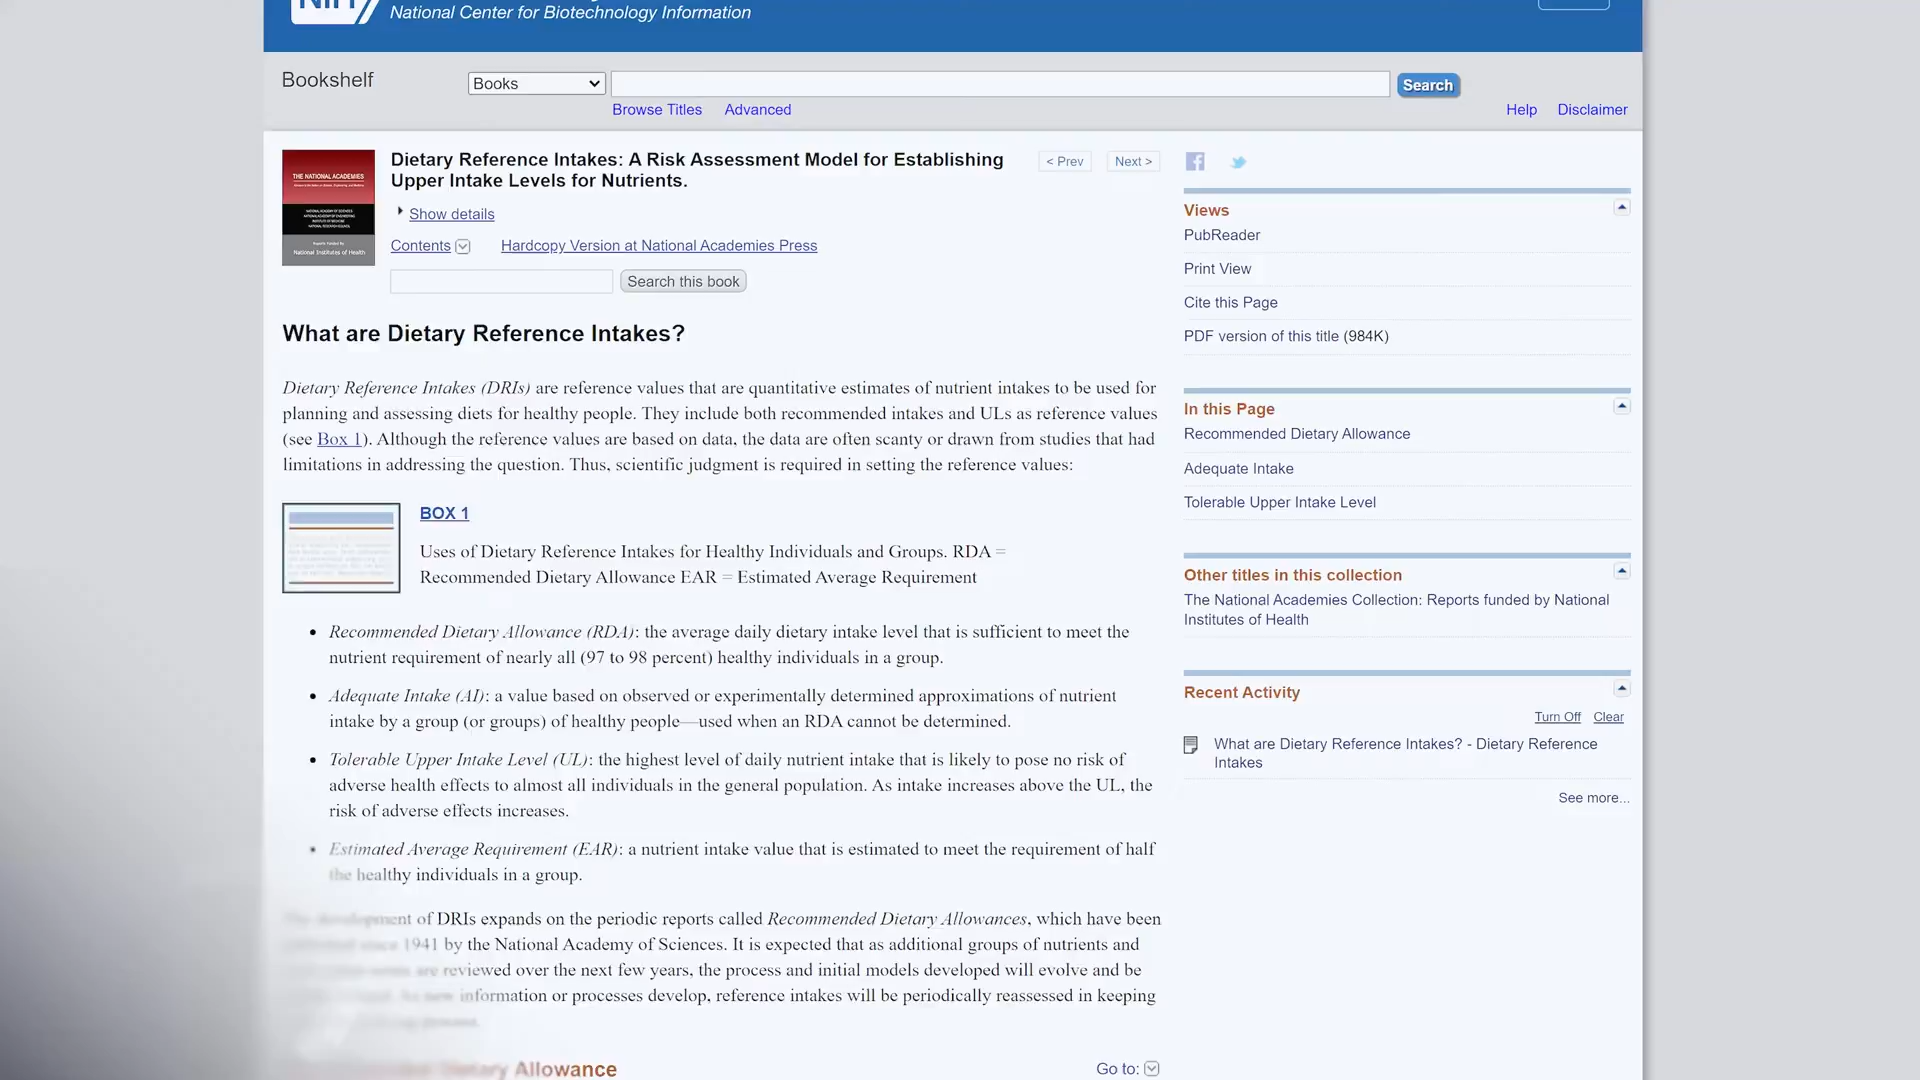 NIH
National Center for Biotechnology Information
Bookshelf
Books
Search
Browse Titles Advanced
Help Disclaimer
THE NATIONAL ACADEMIES
National Institutes of Health
Dietary Reference Intakes: A Risk Assessment Model for Establishing
Upper Intake Levels for Nutrients.
< Prev Next >
Show details
Contents Hardcopy Version at National Academies Press
Search this book
What are Dietary Reference Intakes?
Dietary Reference Intakes (DRIs) are reference values that are quantitative estimates of nutrient intakes to be used for
planning and assessing diets for healthy people. They include both recommended intakes and ULs as reference values
(see Box 1). Although the reference values are based on data, the data are often scanty or drawn from studies that had
limitations in addressing the question. Thus, scientific judgment is required in setting the reference values:
BOX 1
Uses of Dietary Reference Intakes for Healthy Individuals and Groups. RDA =
Recommended Dietary Allowance EAR = Estimated Average Requirement
• Recommended Dietary Allowance (RDA): the average daily dietary intake level that is sufficient to meet the
nutrient requirement of nearly all (97 to 98 percent) healthy individuals in a group.
• Adequate Intake (AI): a value based on observed or experimentally determined approximations of nutrient
intake by a group (or groups) of healthy people—used when an RDA cannot be determined.
• Tolerable Upper Intake Level (UL): the highest level of daily nutrient intake that is likely to pose no risk of
adverse health effects to almost all individuals in the general population. As intake increases above the UL, the
risk of adverse effects increases.
• Estimated Average Requirement (EAR): a nutrient intake value that is estimated to meet the requirement of half
the healthy individuals in a group.
The development of DRIs expands on the periodic reports called Recommended Dietary Allowances, which have been
since 1941 by the National Academy of Sciences. It is expected that as additional groups of nutrients and
are reviewed over the next few years, the process and initial models developed will evolve and be
As new information or processes develop, reference intakes will be periodically reassessed in keeping
Dietary Allowance
Go to:
Views
PubReader
Print View
Cite this Page
PDF version of this title (984K)
In this Page
Recommended Dietary Allowance
Adequate Intake
Tolerable Upper Intake Level
Other titles in this collection
The National Academies Collection: Reports funded by National
Institutes of Health
Recent Activity
Turn Off Clear
What are Dietary Reference Intakes? - Dietary Reference
Intakes
See more...